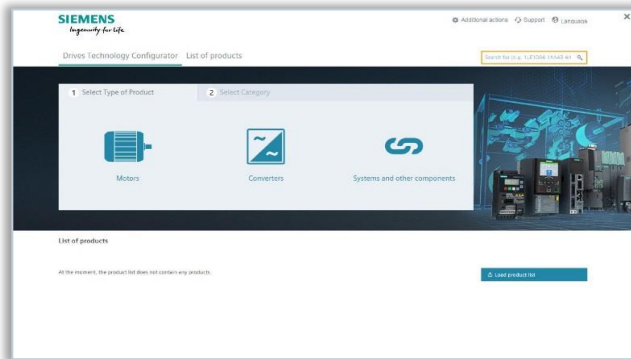 SIEMENS
Ingenuity for life
Additional actions Support Language
Drives Technology Configurator List of products
1 Select Type of Product 2 Select Category
Motors Converters Systems and other components
List of products
At the moment, the product list does not contain any products.
Load product list